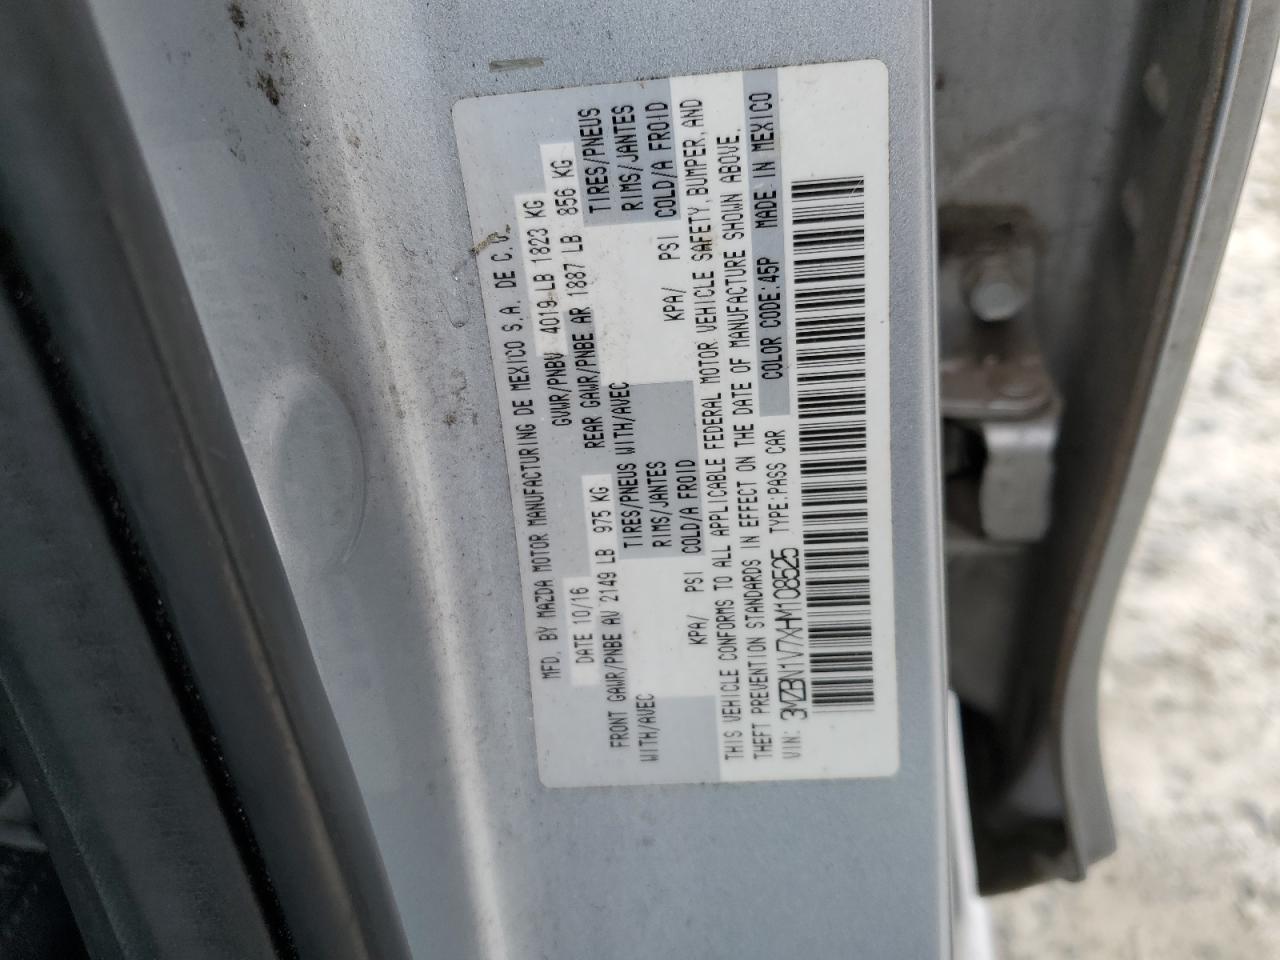 MFD. BY MAZDA MOTOR MANUFACTURING DE MEXICO S.A. DE C.V.
DATE 10/16 GVWR/PNBV 4019 LB 1823 KG
FRONT GAWR/PNBE AV 2149 LB 975 KG REAR GAWR/PNBE AR 1887 LB 856 KG
WITH/AVEC TIRES/PNEUS WITH/AVEC TIRES/PNEUS
RIMS/JANTES RIMS/JANTES
KPA/ PSI COLD/A FROID KPA/ PSI COLD/A FROID
THIS VEHICLE CONFORMS TO ALL APPLICABLE FEDERAL MOTOR VEHICLE SAFETY, BUMPER, AND
THEFT PREVENTION STANDARDS IN EFFECT ON THE DATE OF MANUFACTURE SHOWN ABOVE.
VIN: 3MZBN1V7XHM108525 TYPE:PASS CAR COLOR CODE:45P MADE IN MEXICO